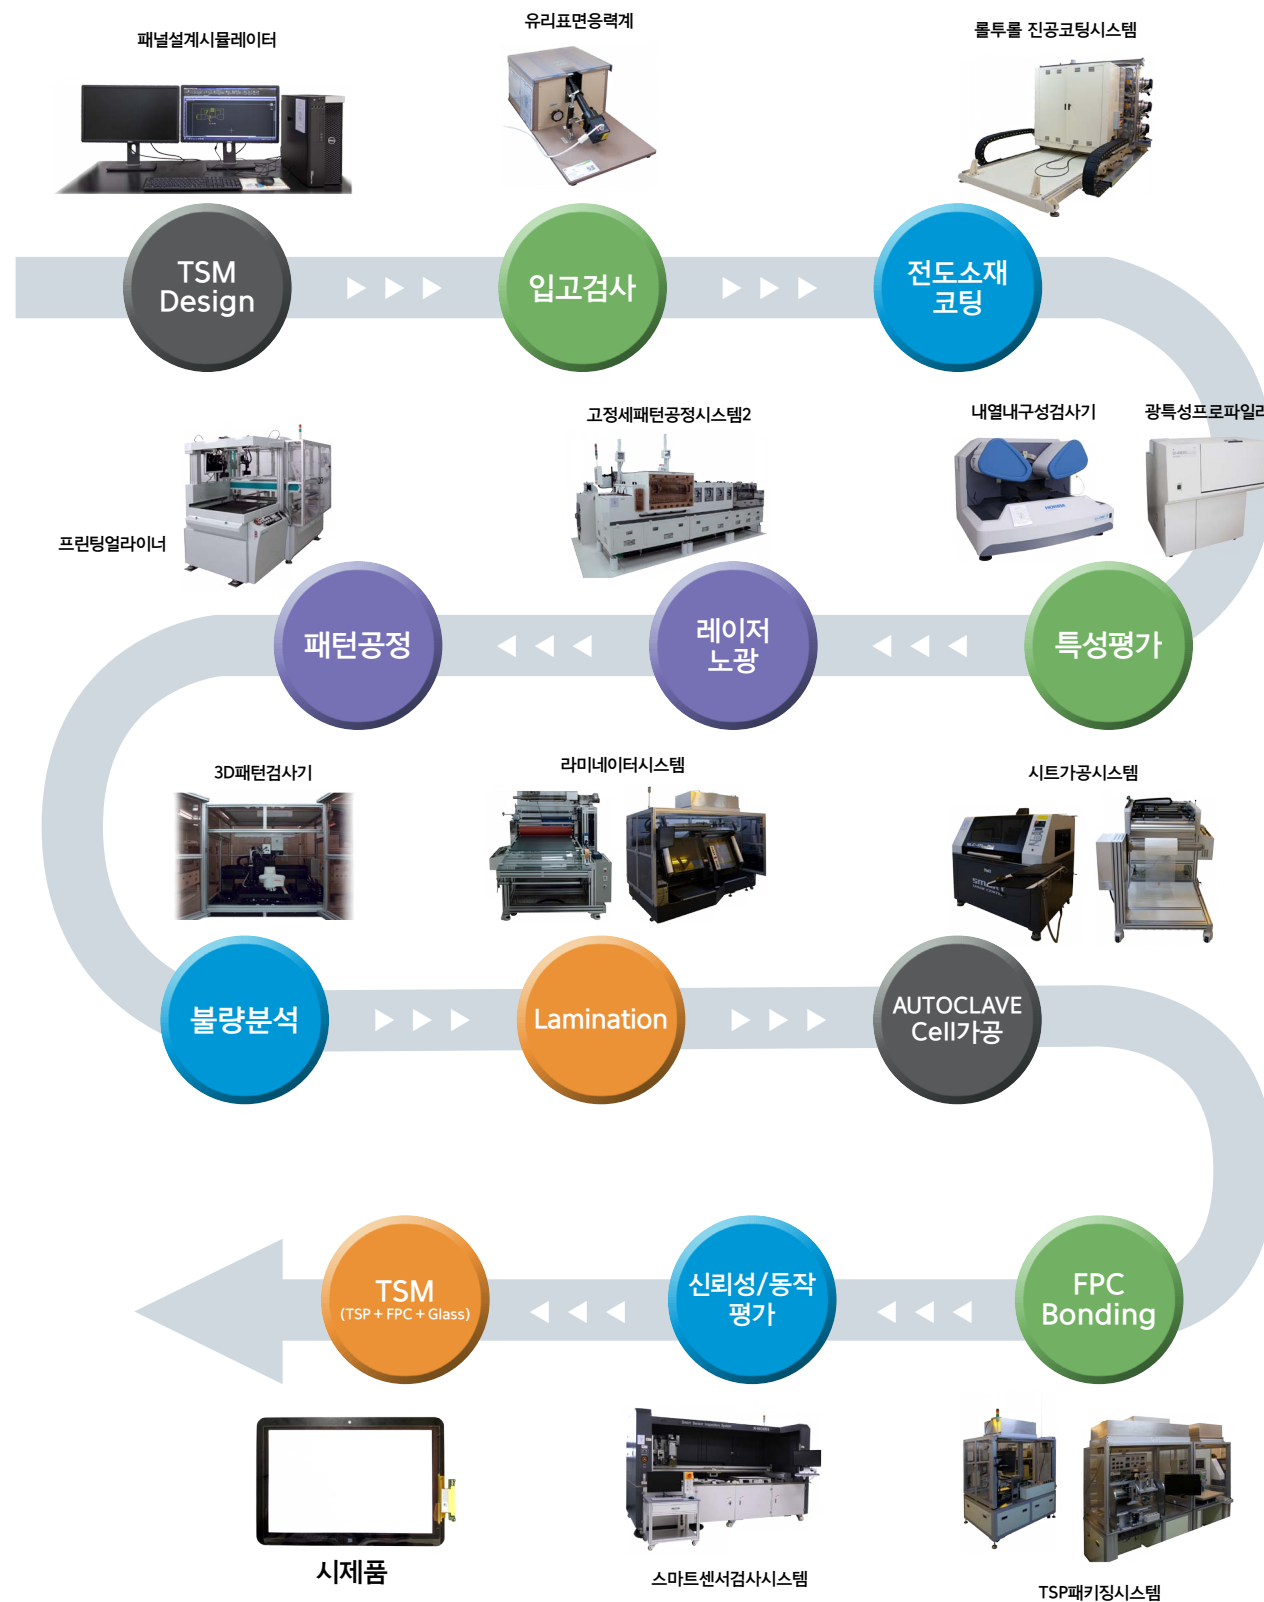 패널설계시뮬레이터
유리표면응력계
롤투롤 진공코팅시스템
TSM
Design
입고검사
전도소재
코팅
프린팅얼라이너
고정세패턴공정시스템2
내열내구성검사기
광특성프로파일러
패턴공정
레이저
노광
특성평가
3D패턴검사기
라미네이터시스템
시트가공시스템
불량분석
Lamination
AUTOCLAVE
Cell가공
TSM
(TSP + FPC + Glass)
신뢰성/동작
평가
FPC
Bonding
시제품
스마트센서검사시스템
TSP패키징시스템